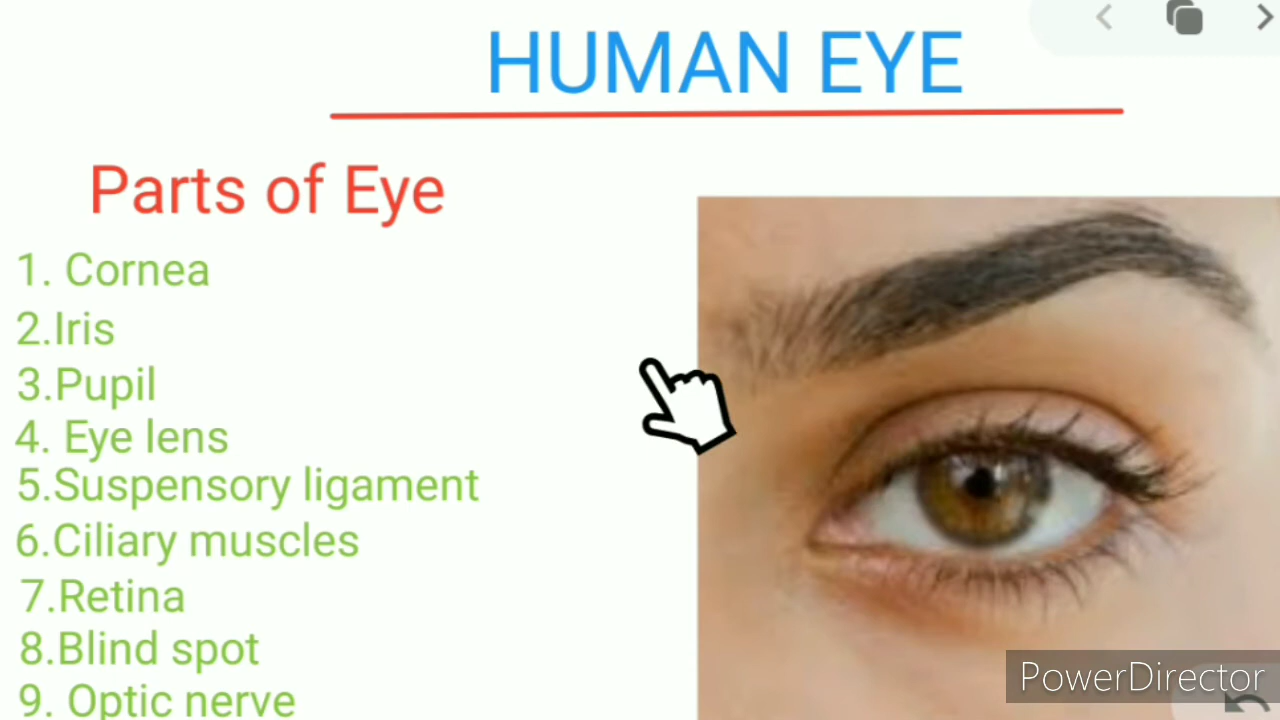 HUMAN EYE
Parts of Eye
1. Cornea
2.Iris
3.Pupil
4. Eye lens
5.Suspensory ligament
6.Ciliary muscles
7.Retina
8.Blind spot
9. Optic nerve
PowerDirector